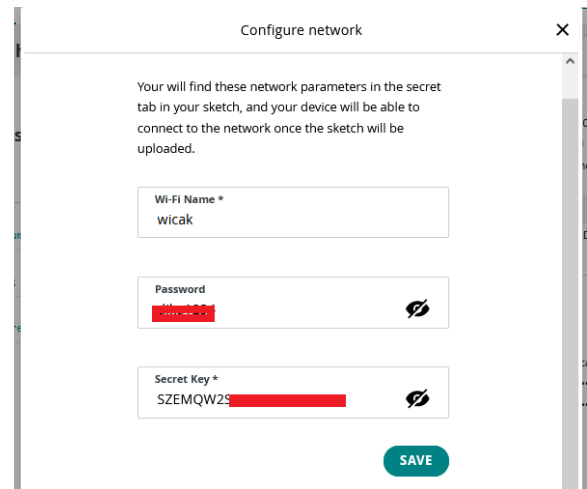 Configure network
Your will find these network parameters in the secret
tab in your sketch, and your device will be able to
connect to the network once the sketch will be
uploaded.
Wi-Fi Name *
wicak
Password
Secret Key *
SZEMQW2S
SAVE